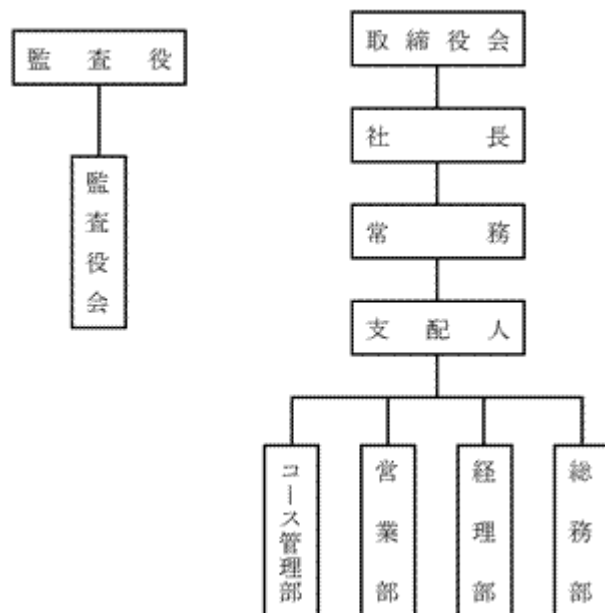 監査役
監査役会
取締役会
社長
常務
支配人
コース管理部
営業部
経理部
総務部